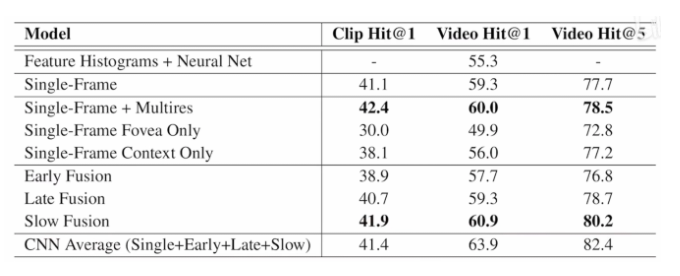 Model Clip Hit@1 Video Hit@1 Video Hit@5
Feature Histograms + Neural Net - 55.3 -
Single-Frame 41.1 59.3 77.7
Single-Frame + Multires 42.4 60.0 78.5
Single-Frame Fovea Only 30.0 49.9 72.8
Single-Frame Context Only 38.1 56.0 77.2
Early Fusion 38.9 57.7 76.8
Late Fusion 40.7 59.3 78.7
Slow Fusion 41.9 60.9 80.2
CNN Average (Single+Early+Late+Slow) 41.4 63.9 82.4